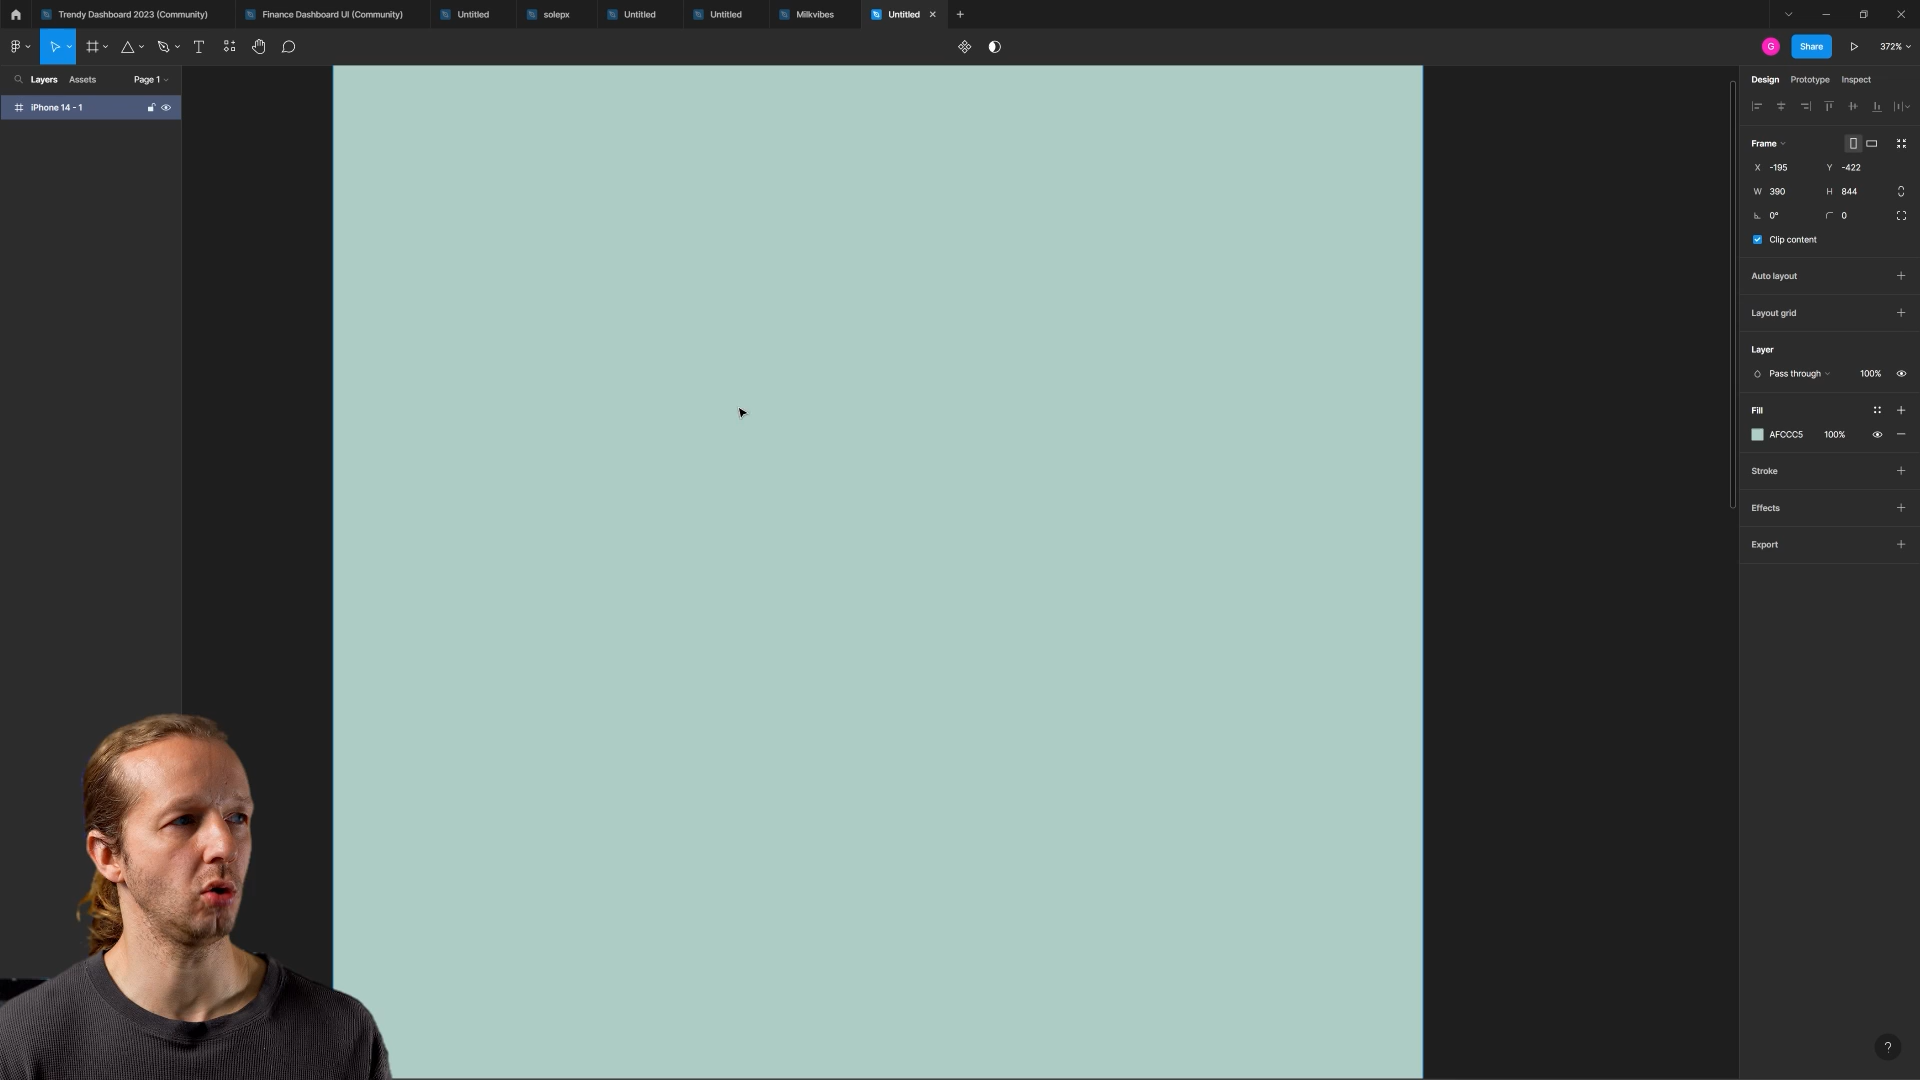 Trendy Dashboard 2023 (Community)
Finance Dashboard UI (Community)
Untitled
solepx
Untitled
Untitled
Milkvibes
Untitled
G
Share
372%
Layers
Assets
Page 1
iPhone 14 - 1
Design
Prototype
Inspect
Frame
X -195
Y -422
W 390
H 844
0°
0
Clip content
Auto layout
Layout grid
Layer
Pass through
100%
Fill
AFCCC5
100%
Stroke
Effects
Export
?